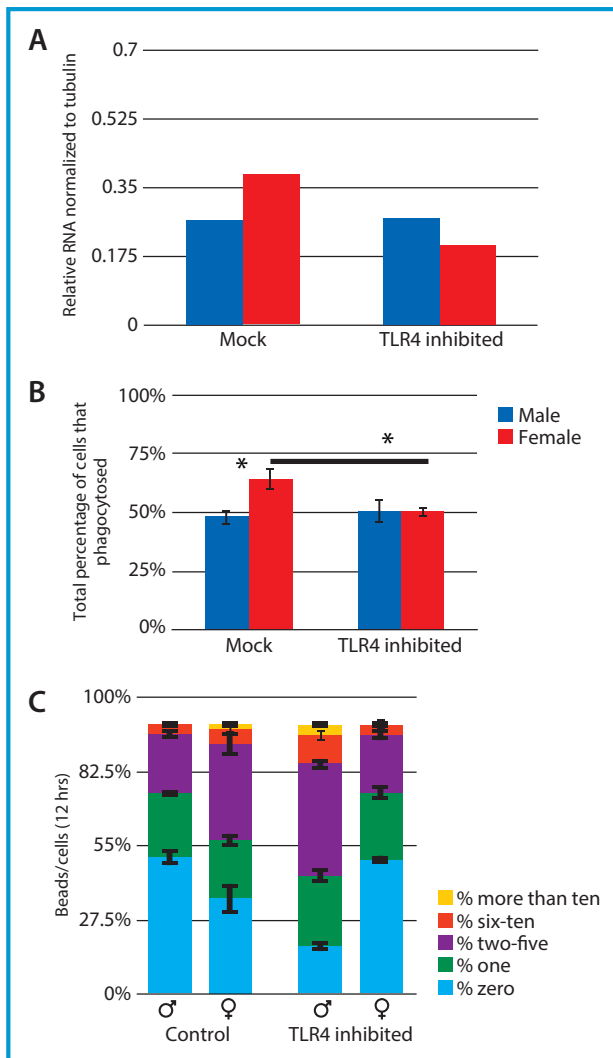 A
Relative RNA normalized to tubulin
0.7
0.525
0.35
0.175
0
Mock
TLR4 inhibited
B
Total percentage of cells that
phagocytosed
100%
75%
50%
25%
0%
*
*
Male
Female
Mock
TLR4 inhibited
C
Beads/cells (12 hrs)
100%
82.5%
55%
27.5%
0%
% more than ten
% six-ten
% two-five
% one
% zero
♂ ♀ ♂ ♀
Control
TLR4 inhibited